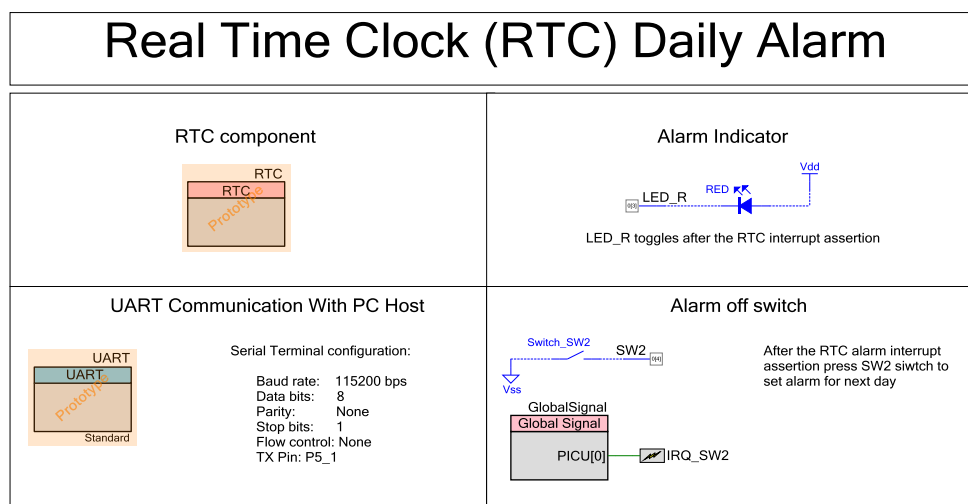 Real Time Clock (RTC) Daily Alarm
RTC component
RTC
RTC
Prototype
Alarm Indicator
Vdd
RED
LED_R
0[3]
LED_R toggles after the RTC interrupt assertion
UART Communication With PC Host
UART
UART
Prototype
Standard
Serial Terminal configuration:
Baud rate: 115200 bps
Data bits: 8
Parity: None
Stop bits: 1
Flow control: None
TX Pin: P5_1
Alarm off switch
Switch_SW2
SW2
0[4]
Vss
After the RTC alarm interrupt
assertion press SW2 siwtch to
set alarm for next day
GlobalSignal
Global Signal
PICU[0]
IRQ_SW2